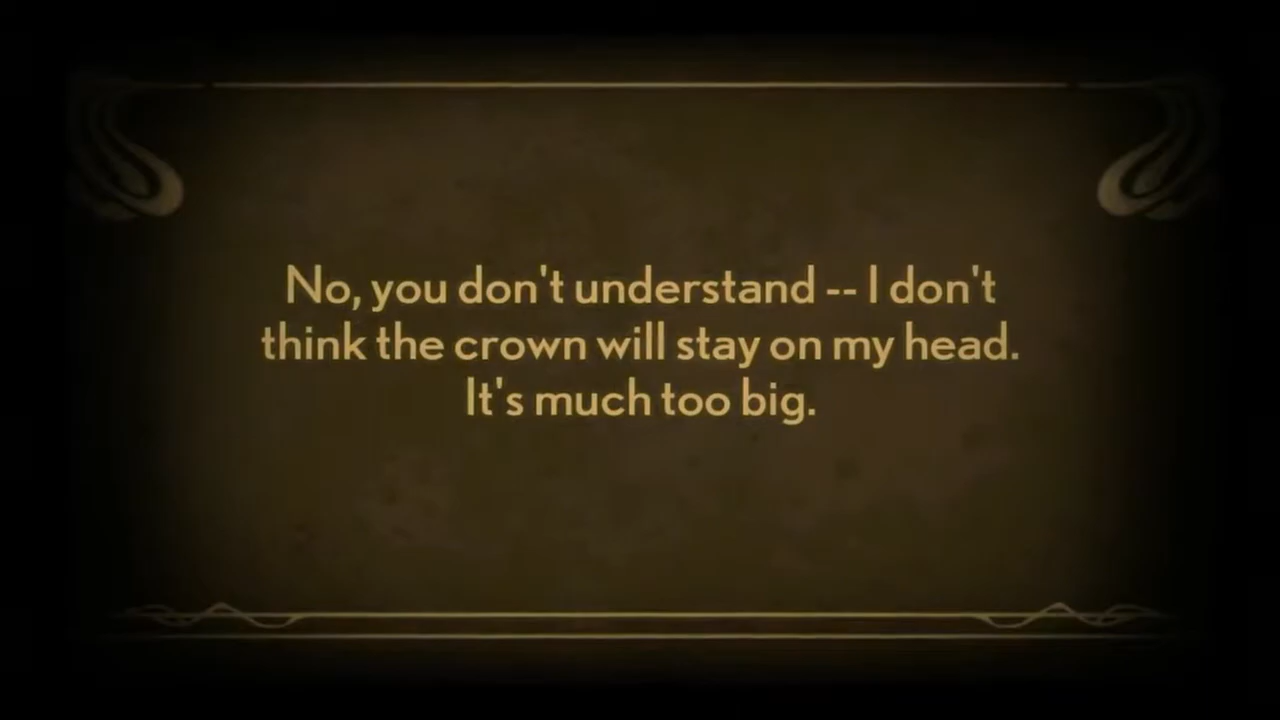 No, you don't understand -- I don't
think the crown will stay on my head.
It's much too big.